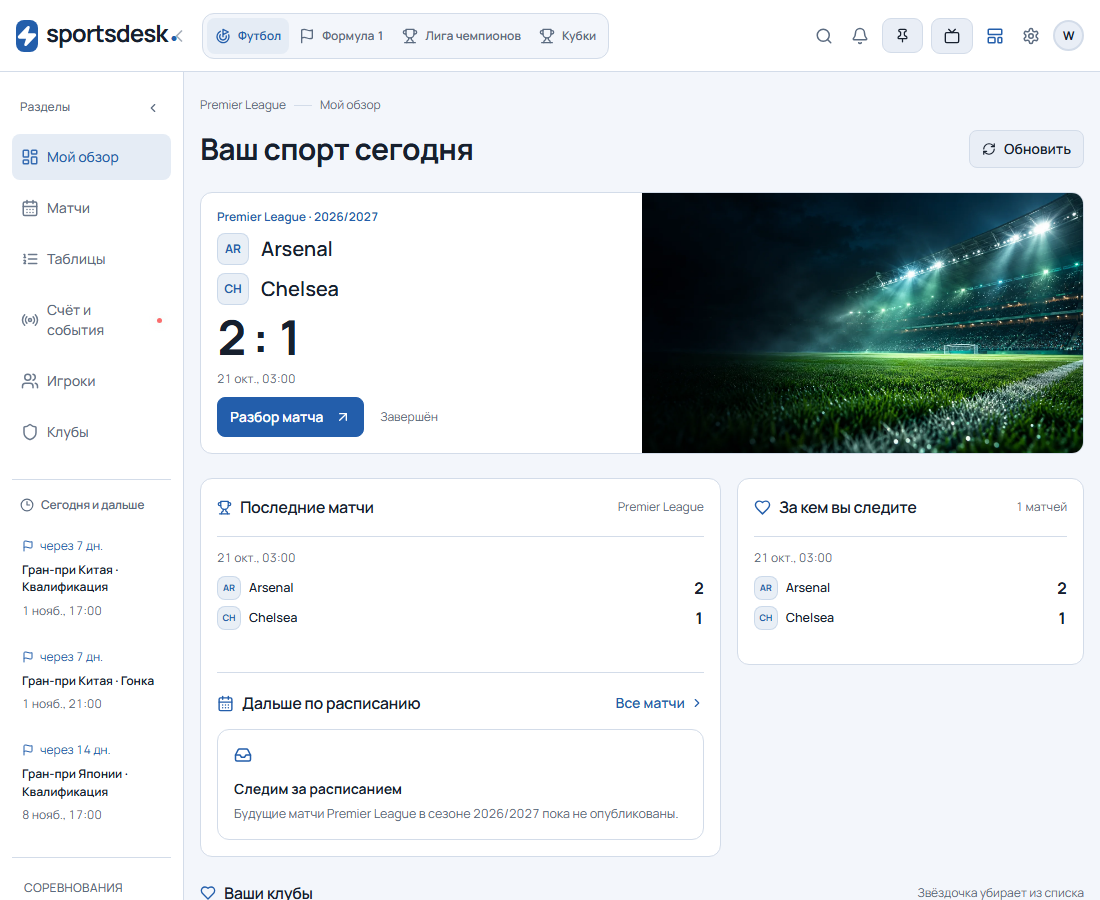 sportsdesk.
Футбол
Формула 1
Лига чемпионов
Кубки
W
Разделы
Мой обзор
Матчи
Таблицы
Счёт и
события
Игроки
Клубы
Сегодня и дальше
через 7 дн.
Гран-при Китая ·
Квалификация
1 нояб., 17:00
через 7 дн.
Гран-при Китая · Гонка
1 нояб., 21:00
через 14 дн.
Гран-при Японии ·
Квалификация
8 нояб., 17:00
СОРЕВНОВАНИЯ
Premier League — Мой обзор
Ваш спорт сегодня
Обновить
Premier League · 2026/2027
AR Arsenal
CH Chelsea
2 : 1
21 окт., 03:00
Разбор матча
Завершён
Последние матчи
Premier League
21 окт., 03:00
AR Arsenal 2
CH Chelsea 1
Дальше по расписанию
Все матчи
Следим за расписанием
Будущие матчи Premier League в сезоне 2026/2027 пока не опубликованы.
За кем вы следите
1 матчей
21 окт., 03:00
AR Arsenal 2
CH Chelsea 1
Ваши клубы
Звёздочка убирает из списка